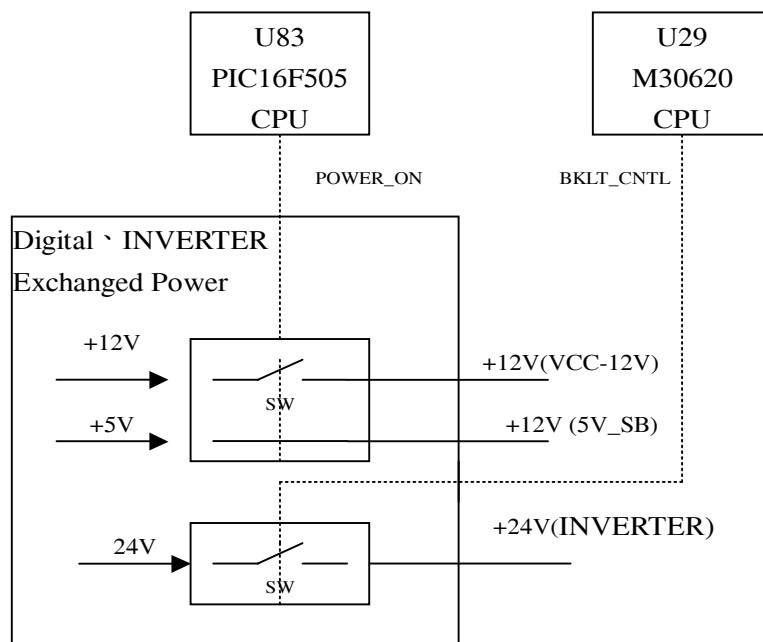 U83
PIC16F505
CPU
U29
M30620
CPU
POWER_ON
BKLT_CNTL
Digital、INVERTER
Exchanged Power
+12V
+12V(VCC-12V)
SW
+5V
+12V (5V_SB)
24V
+24V(INVERTER)
SW